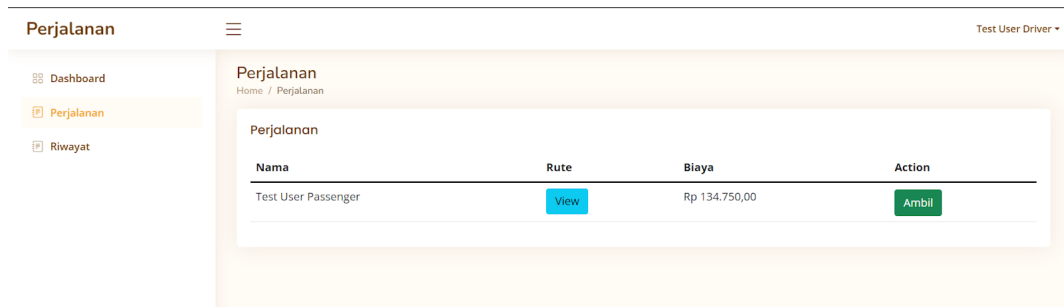 Perjalanan
Test User Driver
Dashboard
Perjalanan
Riwayat
Perjalanan
Home / Perjalanan
Perjalanan
Nama Rute Biaya Action
Test User Passenger View Rp 134.750,00 Ambil